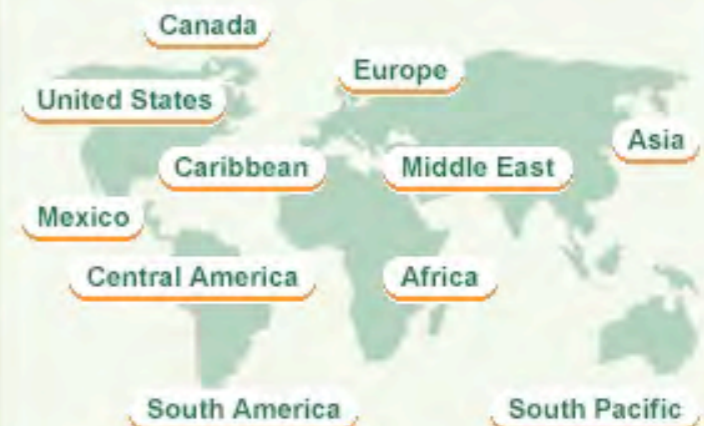 Canada
Europe
United States
Asia
Caribbean
Middle East
Mexico
Central America
Africa
South America
South Pacific